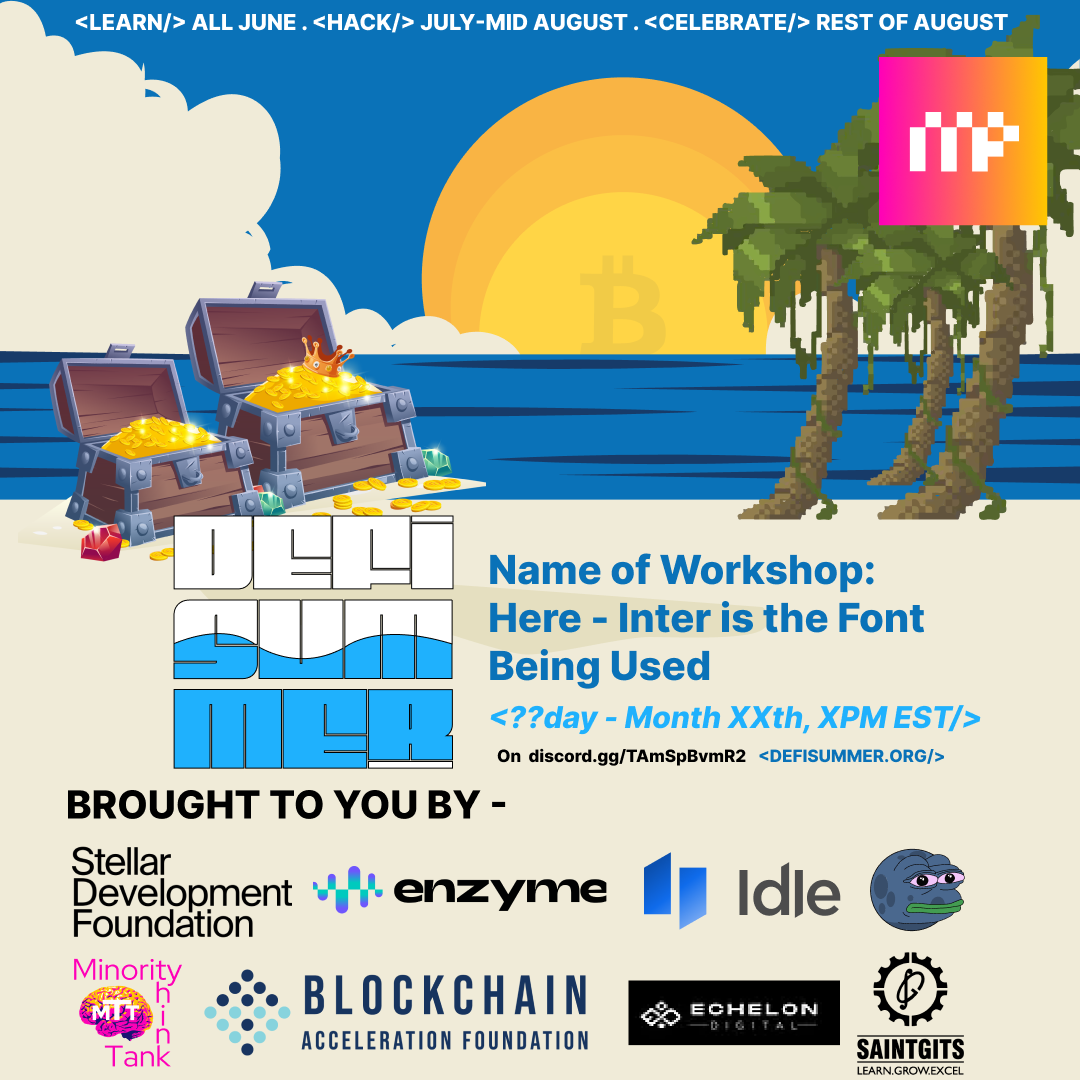 <LEARN/> ALL JUNE . <HACK/> JULY-MID AUGUST . <CELEBRATE/> REST OF AUGUST
MP
DEFI
SUM
MER
Name of Workshop:
Here - Inter is the Font
Being Used
<??day - Month XXth, XPM EST/>
On discord.gg/TAmSpBvmR2 <DEFISUMMER.ORG/>
BROUGHT TO YOU BY -
Stellar
Development
Foundation
enzyme
Idle
Minority
Think
Tank
MTT
BLOCKCHAIN
ACCELERATION FOUNDATION
ECHELON
DIGITAL
SAINTGITS
LEARN.GROW.EXCEL